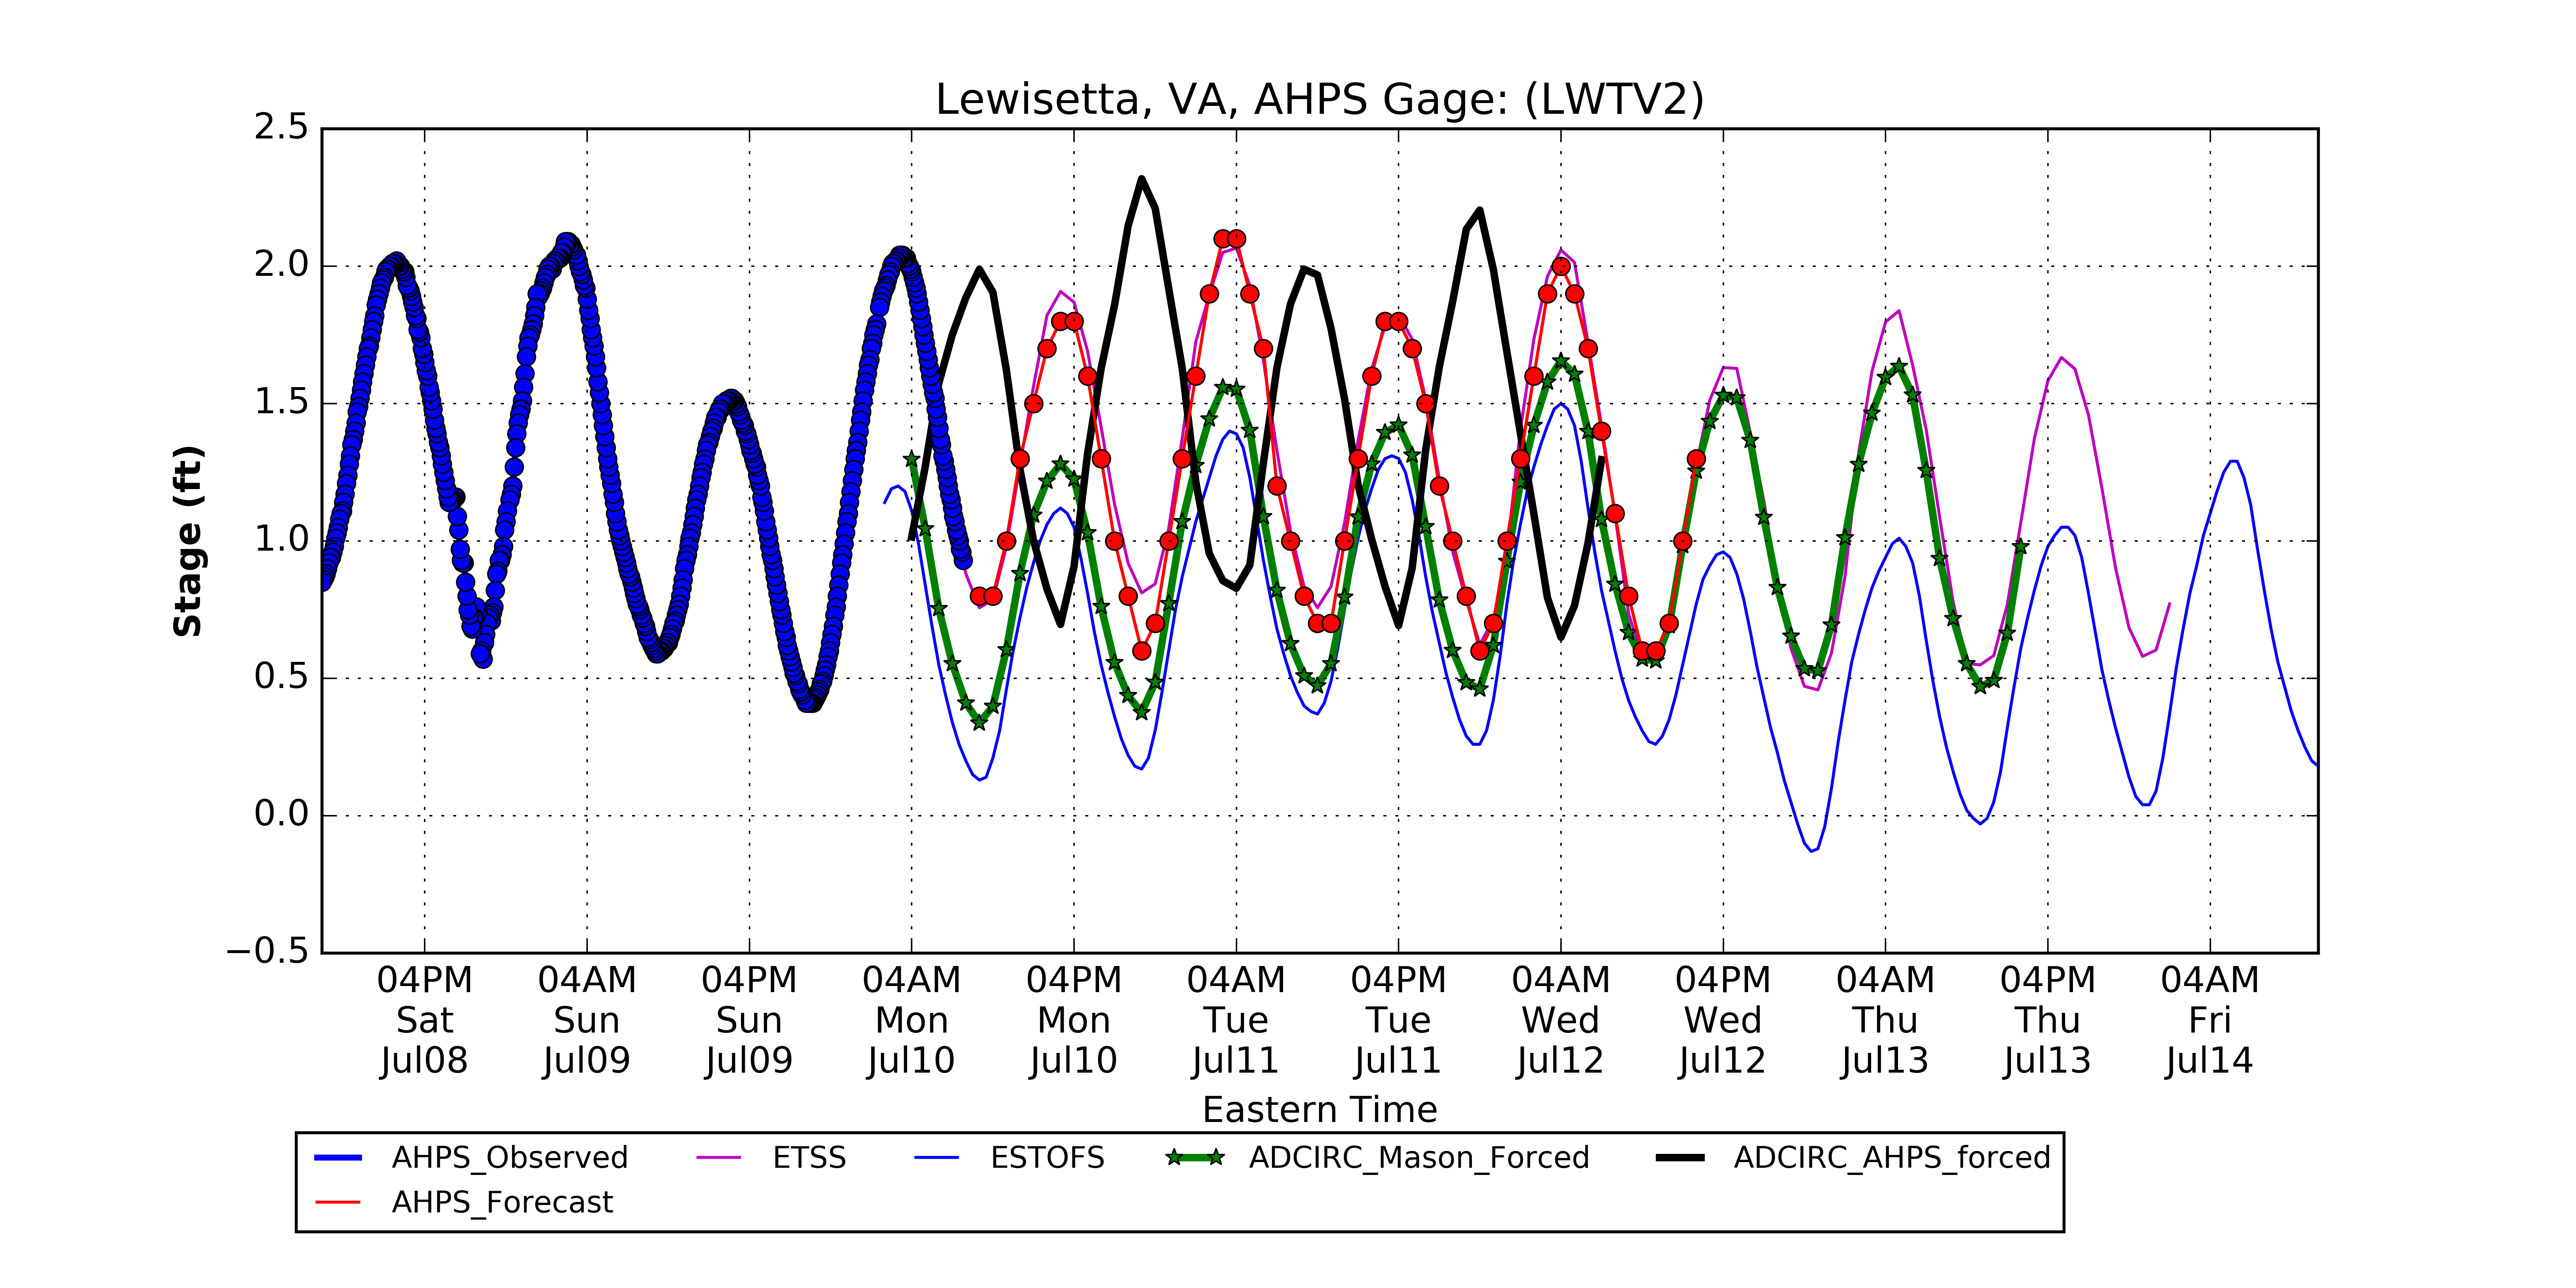 Lewisetta, VA, AHPS Gage: (LWTV2)
2.5
2.0
1.5
1.0
0.5
0.0
−0.5
Stage (ft)
04PM 04AM 04PM 04AM 04PM 04AM 04PM 04AM 04PM 04AM 04PM 04AM
Sat Sun Sun Mon Mon Tue Tue Wed Wed Thu Thu Fri
Jul08 Jul09 Jul09 Jul10 Jul10 Jul11 Jul11 Jul12 Jul12 Jul13 Jul13 Jul14
Eastern Time
AHPS_Observed ETSS ESTOFS ADCIRC_Mason_Forced ADCIRC_AHPS_forced
AHPS_Forecast